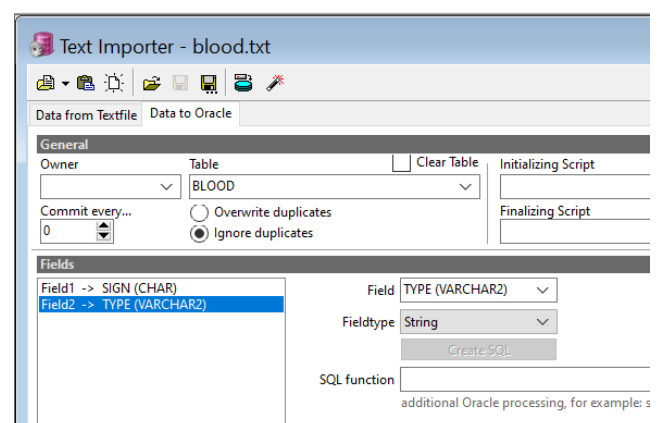 Text Importer - blood.txt
Data from Textfile Data to Oracle
General
Owner Table Clear Table Initializing Script
BLOOD
Commit every... Overwrite duplicates Finalizing Script
0 Ignore duplicates
Fields
Field1 -> SIGN (CHAR) Field TYPE (VARCHAR2)
Field2 -> TYPE (VARCHAR2)
Fieldtype String
Create SQL
SQL function
additional Oracle processing, for example: s